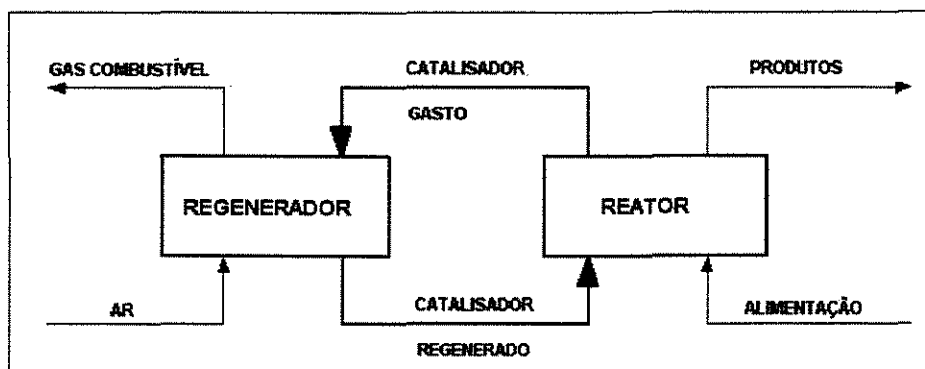 GAS COMBUSTÍVEL
CATALISADOR
PRODUTOS
GASTO
REGENERADOR
REATOR
AR
CATALISADOR
ALIMENTAÇÃO
REGENERADO